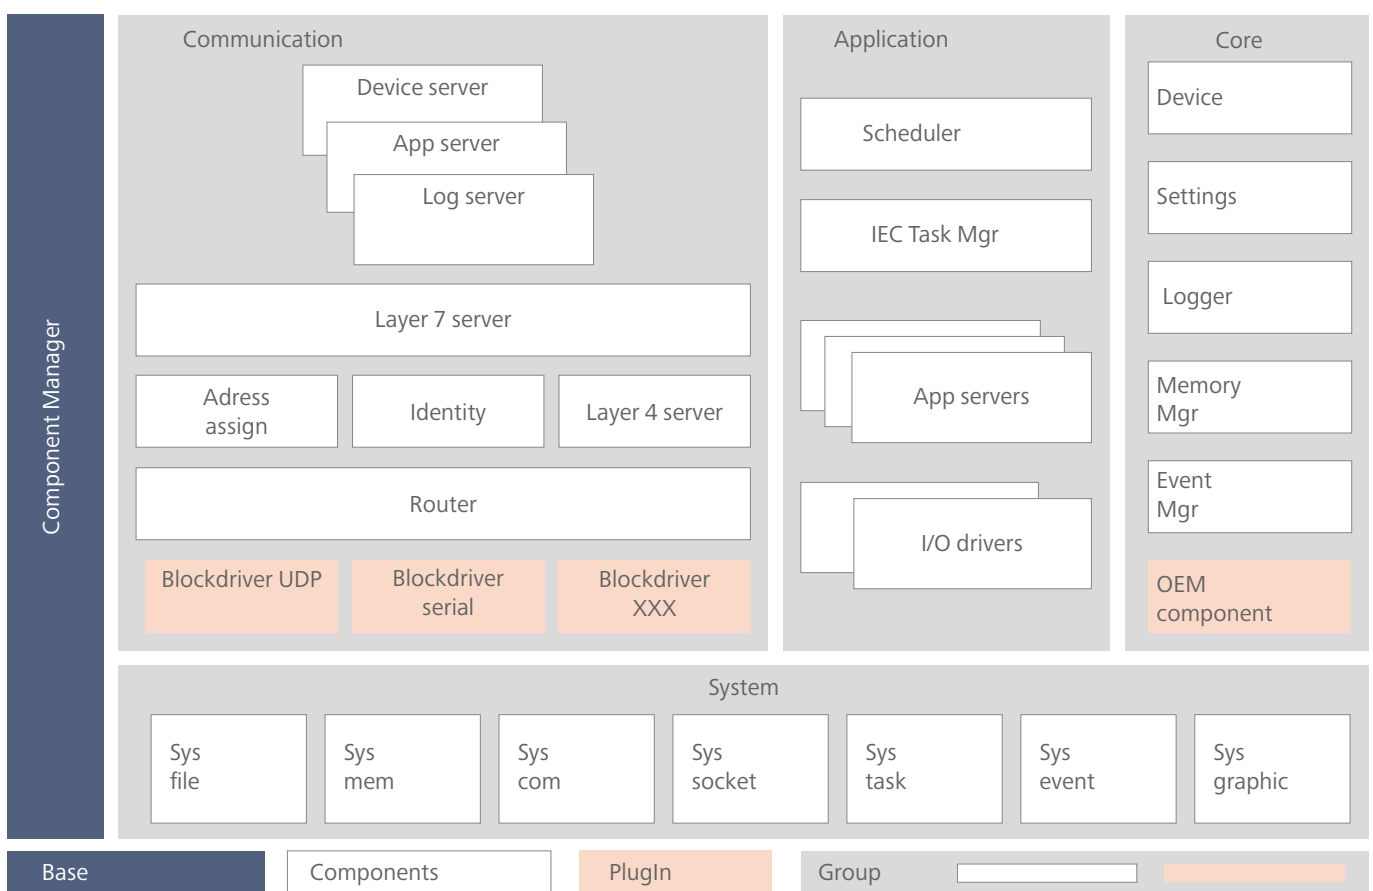 Component Manager
Communication
Device server
App server
Log server
Layer 7 server
Adress
assign
Identity
Layer 4 server
Router
Blockdriver UDP
Blockdriver
serial
Blockdriver
XXX
Application
Scheduler
IEC Task Mgr
App servers
I/O drivers
Core
Device
Settings
Logger
Memory
Mgr
Event
Mgr
OEM
component
System
Sys
file
Sys
mem
Sys
com
Sys
socket
Sys
task
Sys
event
Sys
graphic
Base
Components
PlugIn
Group